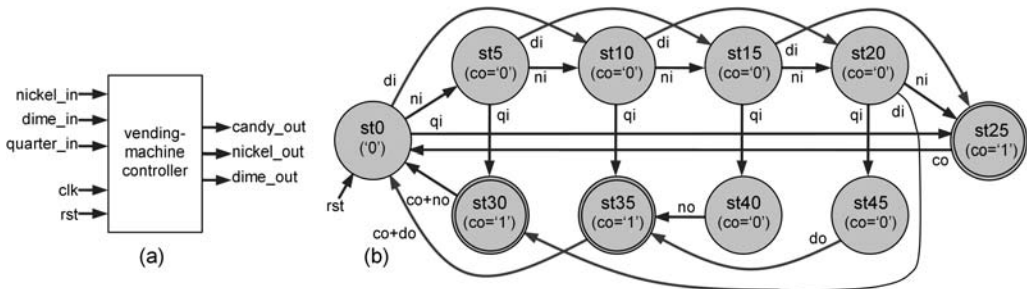 nickel_in
dime_in
quarter_in
clk
rst
vending-
machine
controller
candy_out
nickel_out
dime_out
(a)
di
di
di
di
st5
(co='0')
st10
(co='0')
st15
(co='0')
st20
(co='0')
ni
ni
ni
ni
ni
st0
('0')
qi
qi
qi
qi
qi
di
st25
(co='1')
co
rst
co+no
st30
(co='1')
st35
(co='1')
no
st40
(co='0')
st45
(co='0')
co+do
do
(b)